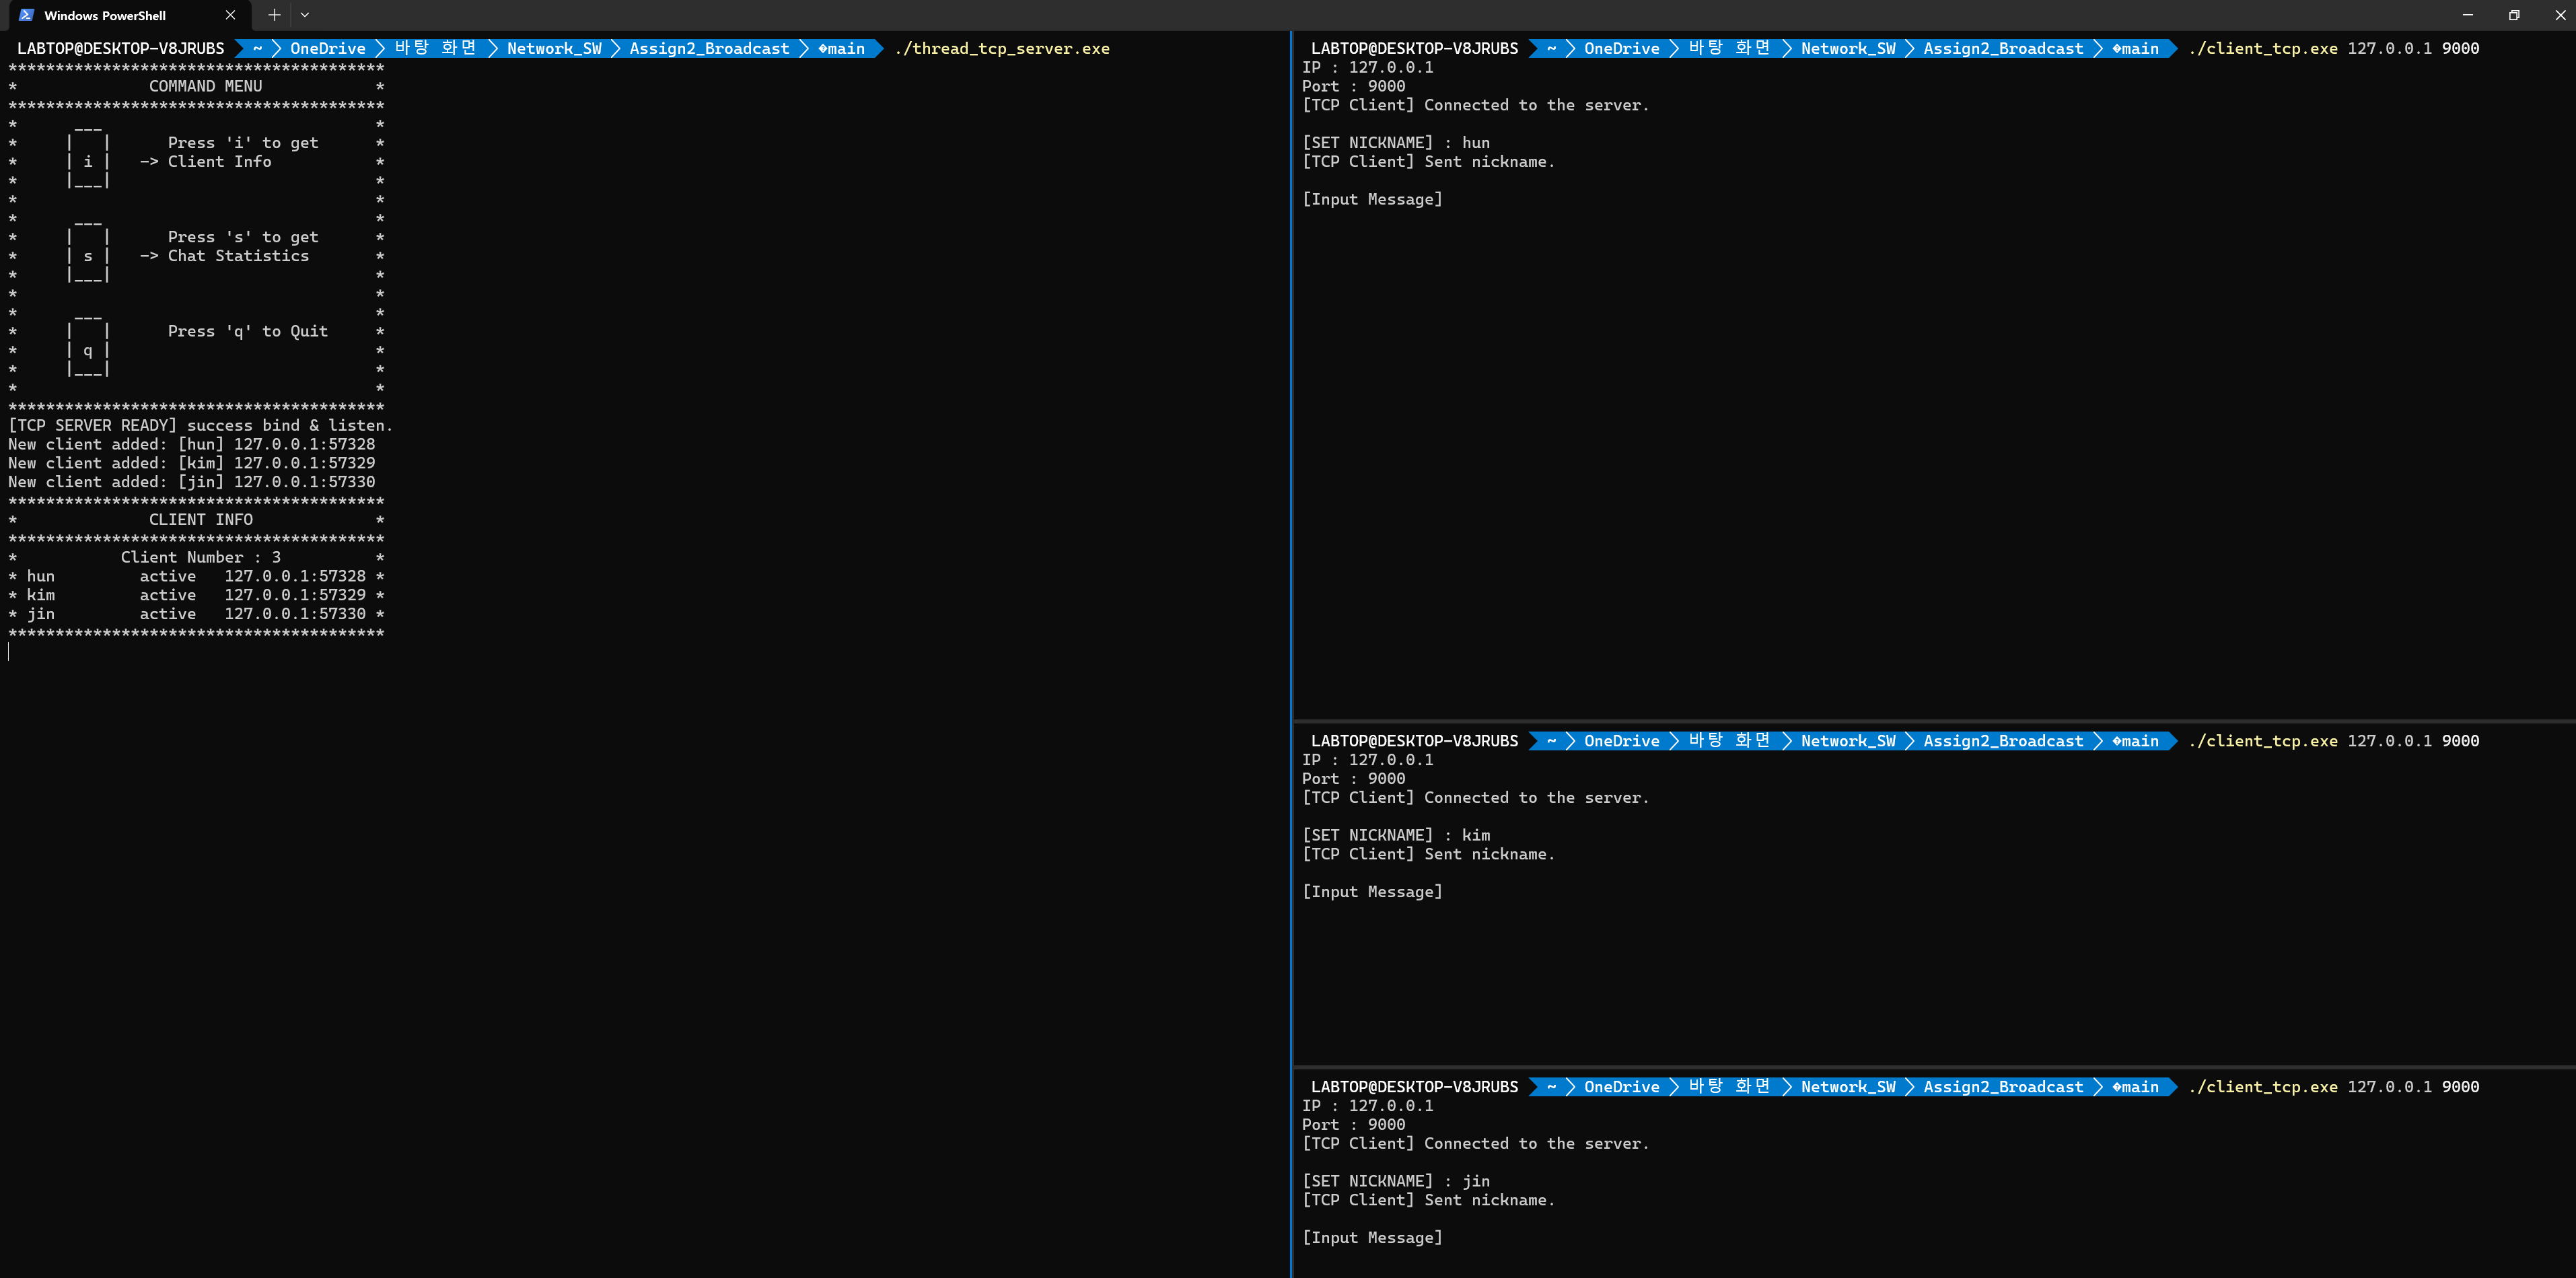 Windows PowerShell
LABTOP@DESKTOP-V8JRUBS ~ OneDrive 바탕 화면 Network_SW Assign2_Broadcast �main ./thread_tcp_server.exe
****************************************
*              COMMAND MENU            *
****************************************
*      ___                             *
*     |   |      Press 'i' to get      *
*     | i |   -> Client Info           *
*     |___|                            *
*                                      *
*      ___                             *
*     |   |      Press 's' to get      *
*     | s |   -> Chat Statistics       *
*     |___|                            *
*                                      *
*      ___                             *
*     |   |      Press 'q' to Quit     *
*     | q |                            *
*     |___|                            *
*                                      *
****************************************
[TCP SERVER READY] success bind & listen.
New client added: [hun] 127.0.0.1:57328
New client added: [kim] 127.0.0.1:57329
New client added: [jin] 127.0.0.1:57330
****************************************
*              CLIENT INFO             *
****************************************
*           Client Number : 3          *
* hun         active   127.0.0.1:57328 *
* kim         active   127.0.0.1:57329 *
* jin         active   127.0.0.1:57330 *
****************************************
LABTOP@DESKTOP-V8JRUBS ~ OneDrive 바탕 화면 Network_SW Assign2_Broadcast �main ./client_tcp.exe 127.0.0.1 9000
IP : 127.0.0.1
Port : 9000
[TCP Client] Connected to the server.
[SET NICKNAME] : hun
[TCP Client] Sent nickname.
[Input Message]
LABTOP@DESKTOP-V8JRUBS ~ OneDrive 바탕 화면 Network_SW Assign2_Broadcast �main ./client_tcp.exe 127.0.0.1 9000
IP : 127.0.0.1
Port : 9000
[TCP Client] Connected to the server.
[SET NICKNAME] : kim
[TCP Client] Sent nickname.
[Input Message]
LABTOP@DESKTOP-V8JRUBS ~ OneDrive 바탕 화면 Network_SW Assign2_Broadcast �main ./client_tcp.exe 127.0.0.1 9000
IP : 127.0.0.1
Port : 9000
[TCP Client] Connected to the server.
[SET NICKNAME] : jin
[TCP Client] Sent nickname.
[Input Message]